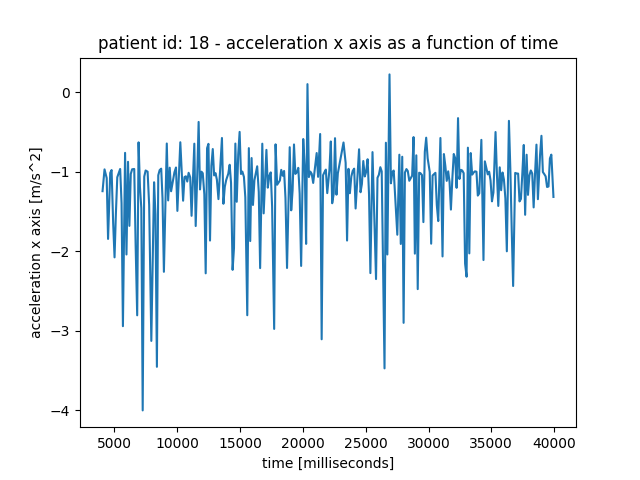 patient id: 18 - acceleration x axis as a function of time
acceleration x axis [m/s^2]
0
−1
−2
−3
−4
5000 10000 15000 20000 25000 30000 35000 40000
time [milliseconds]